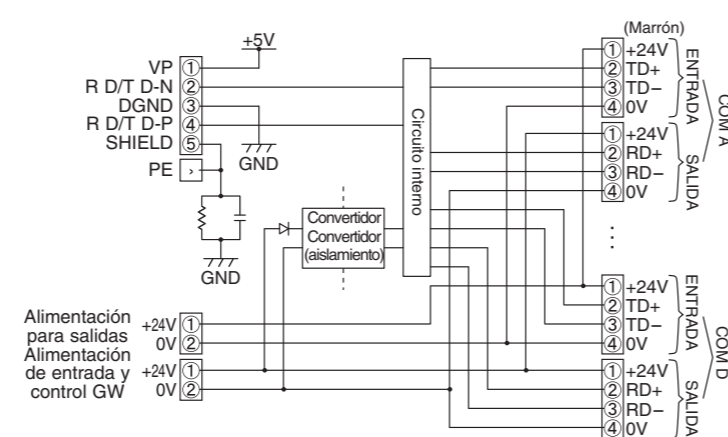 +5V
VP ①
R D/T D-N ②
DGND ③
R D/T D-P ④
SHIELD ⑤
PE
GND
GND
Circuito interno
Convertidor
Convertidor
(aislamiento)
Alimentación
para salidas
+24V ①
0V ②
Alimentación
de entrada y
control GW
+24V ①
0V ②
(Marrón)
① +24V
② TD+
③ TD−
④ 0V
ENTRADA
① +24V
② RD+
③ RD−
④ 0V
SALIDA
COM A
⋮
① +24V
② TD+
③ TD−
④ 0V
ENTRADA
① +24V
② RD+
③ RD−
④ 0V
SALIDA
COM D